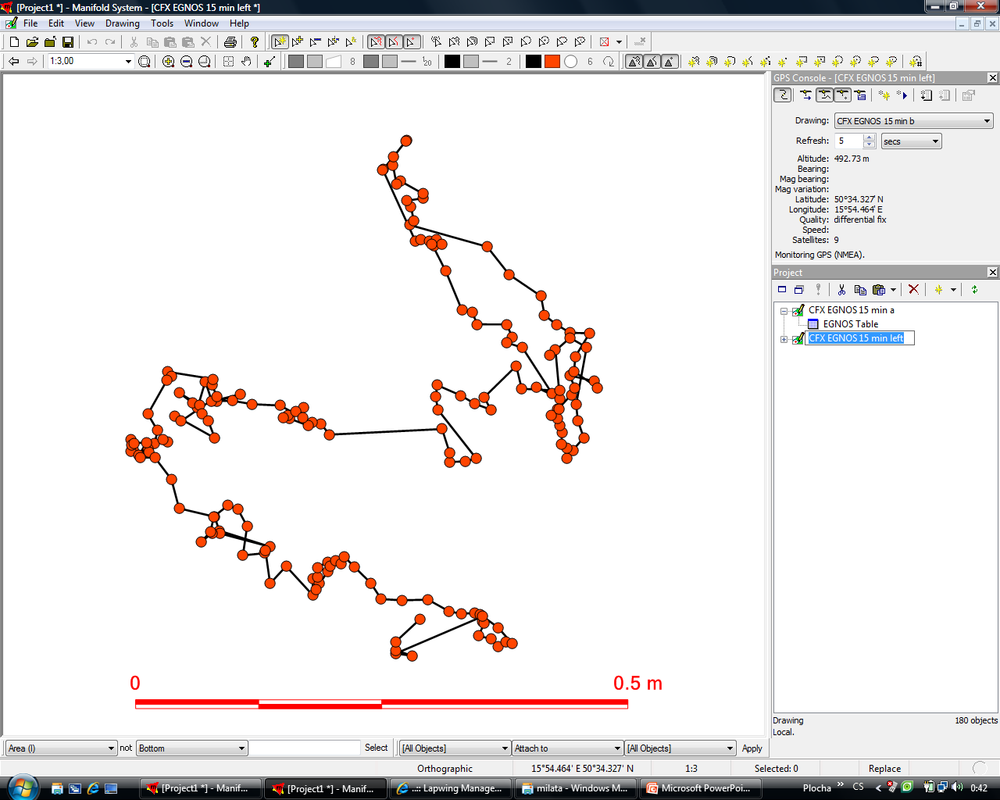 [Project1 *] - Manifold System - [CFX EGNOS 15 min left *]
File Edit View Drawing Tools Window Help
1:3,00 8 1/20 2 6
GPS Console - [CFX EGNOS 15 min left]
Drawing: CFX EGNOS 15 min b
Refresh: 5 secs
Altitude: 492.73 m
Bearing:
Mag bearing:
Mag variation:
Latitude: 50°34.327' N
Longitude: 15°54.464' E
Quality: differential fix
Speed:
Satellites: 9
Monitoring GPS (NMEA).
Project
CFX EGNOS 15 min a
EGNOS Table
CFX EGNOS 15 min left
0 0.5 m
Drawing 180 objects
Local.
Area (I) not Bottom Select [All Objects] Attach to [All Objects] Apply
Orthographic 15°54.464' E 50°34.327' N 1:3 Selected: 0 Replace
[Project1 *] - Manif... [Project1 *] - Manif... ..:: Lapwing Manage... milata - Windows M... Microsoft PowerPoi... Plocha » CS 0:42